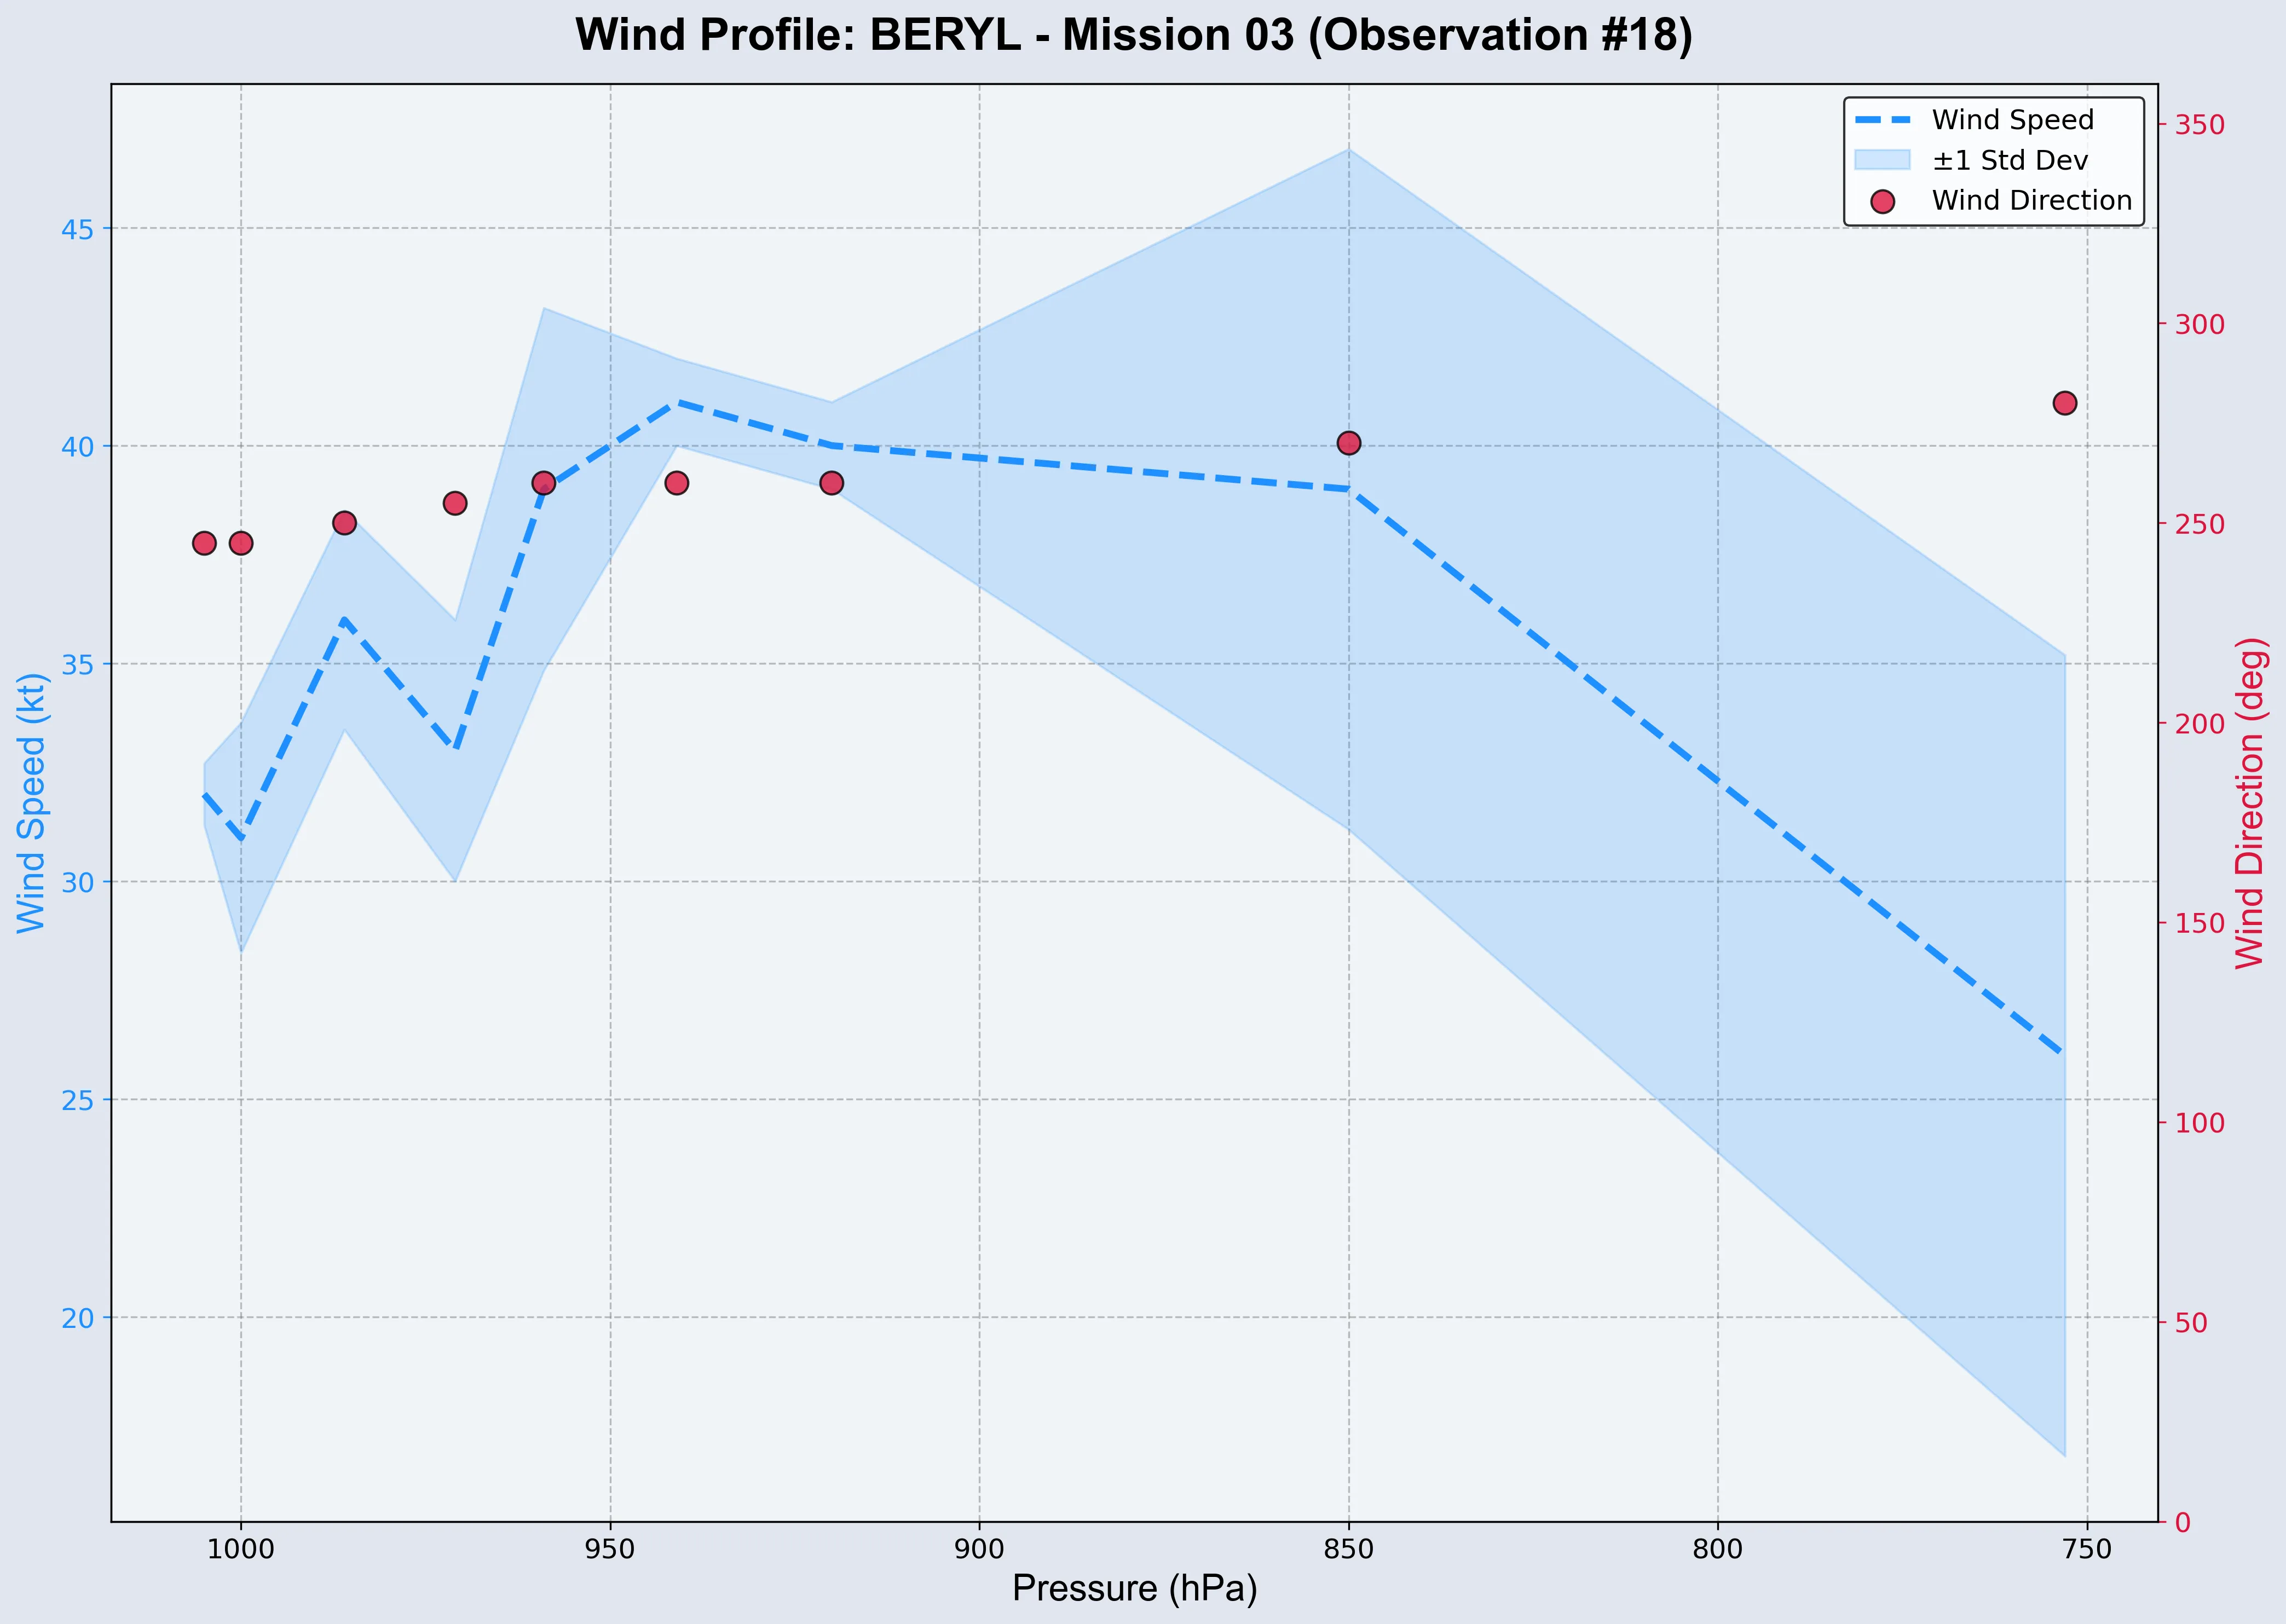 Wind Profile: BERYL - Mission 03 (Observation #18)
Wind Speed
±1 Std Dev
Wind Direction
Wind Speed (kt)
45
40
35
30
25
20
350
300
250
200
150
100
50
0
Wind Direction (deg)
1000
950
900
850
800
750
Pressure (hPa)